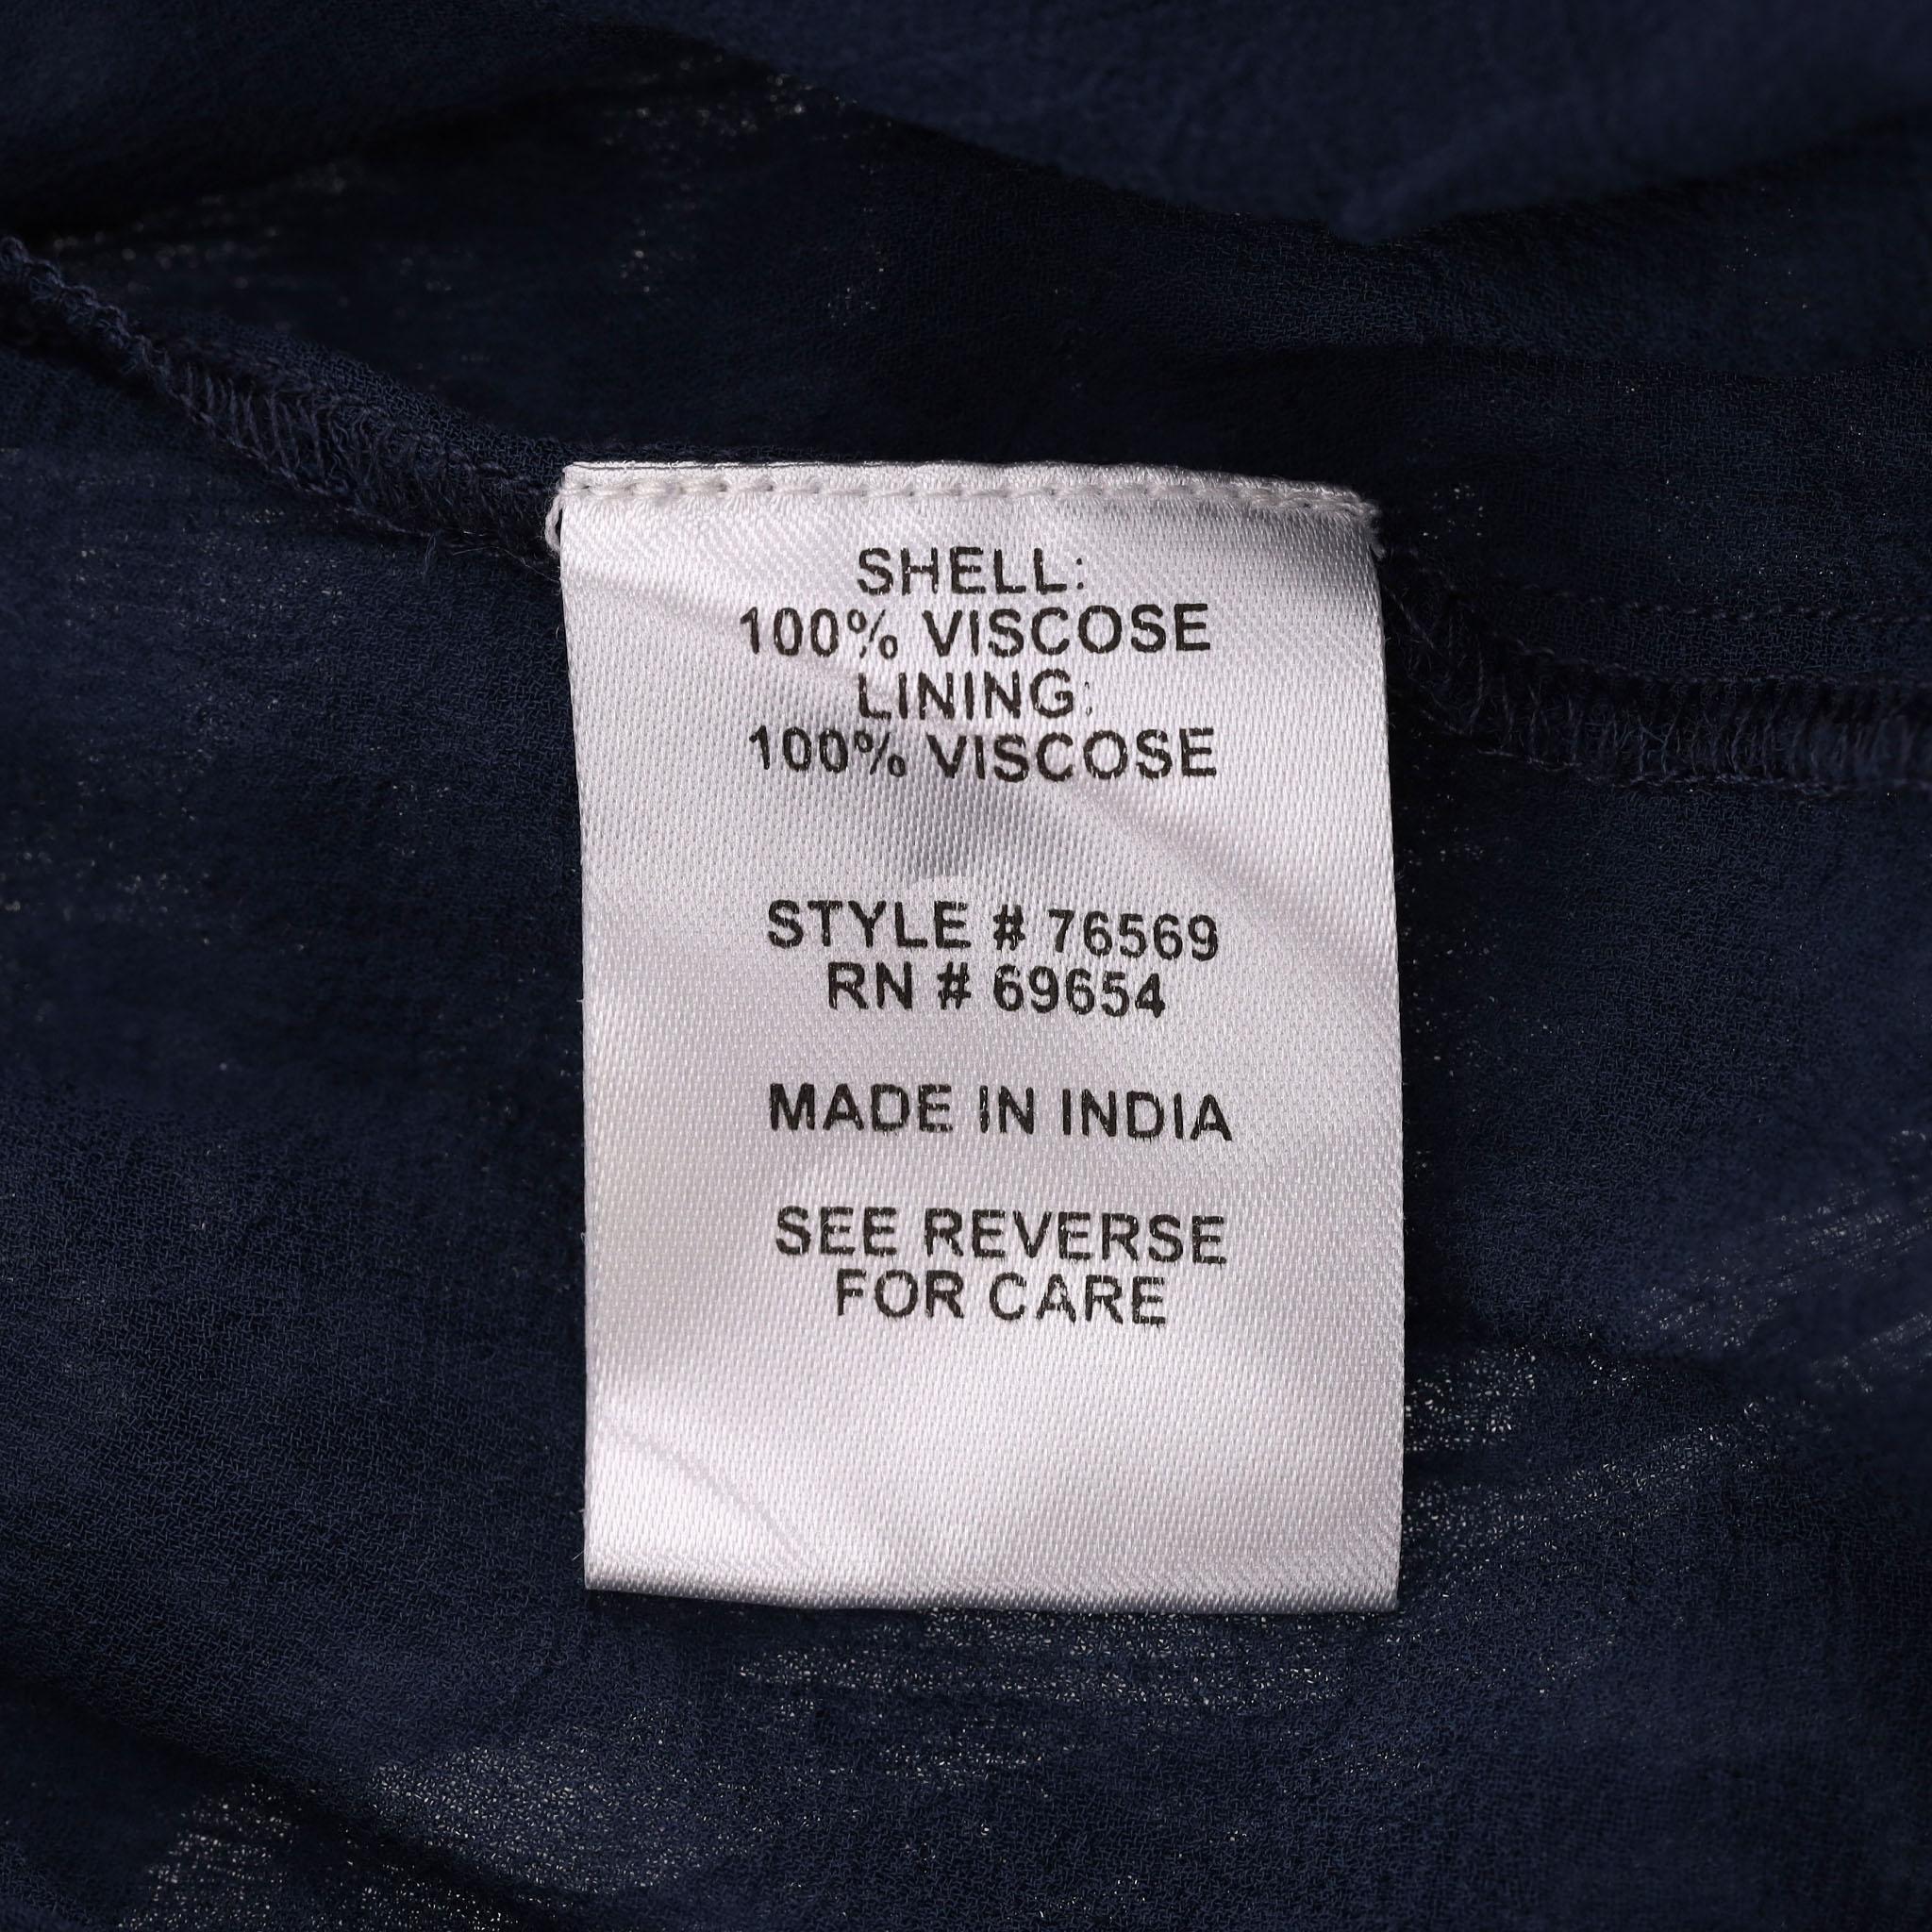 SHELL:
100% VISCOSE
LINING:
100% VISCOSE
STYLE # 76569
RN # 69654
MADE IN INDIA
SEE REVERSE
FOR CARE